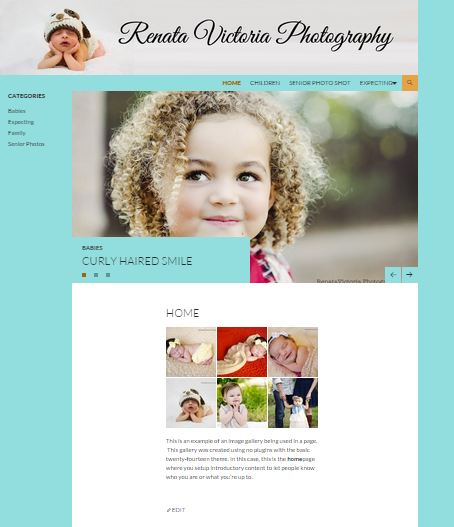 Renata Victoria Photography
HOME CHILDREN SENIOR PHOTO SHOT EXPECTING
CATEGORIES
Babies
Expecting
Family
Senior Photos
BABIES
CURLY HAIRED SMILE
Renata Victoria Photog
HOME
This is an example of an image gallery being used in a page.
This gallery was created using no plugins with the basic
twenty-fourteen theme. In this case, this is the homepage
where you setup introductory content to let people know
who you are or what you're up to.
EDIT